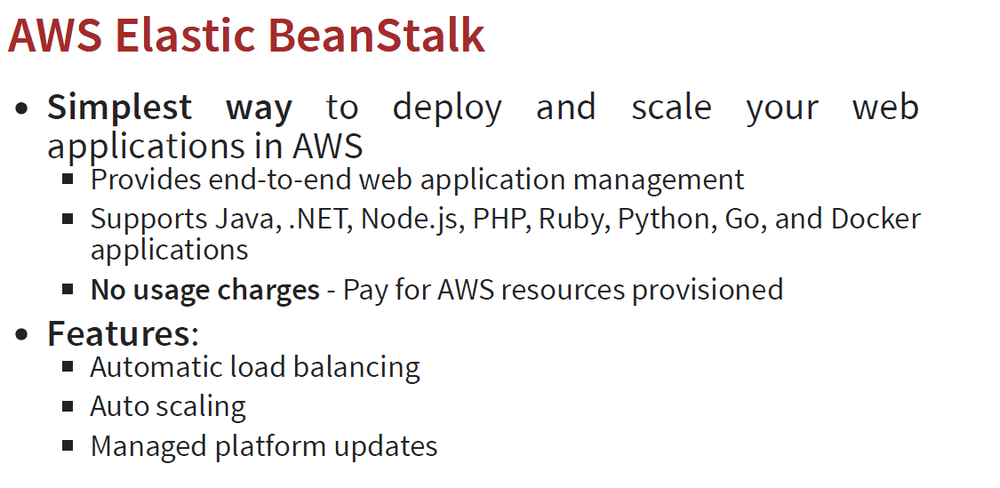 AWS Elastic BeanStalk
• Simplest way to deploy and scale your web
applications in AWS
▪ Provides end-to-end web application management
▪ Supports Java, .NET, Node.js, PHP, Ruby, Python, Go, and Docker
applications
▪ No usage charges - Pay for AWS resources provisioned
• Features:
▪ Automatic load balancing
▪ Auto scaling
▪ Managed platform updates